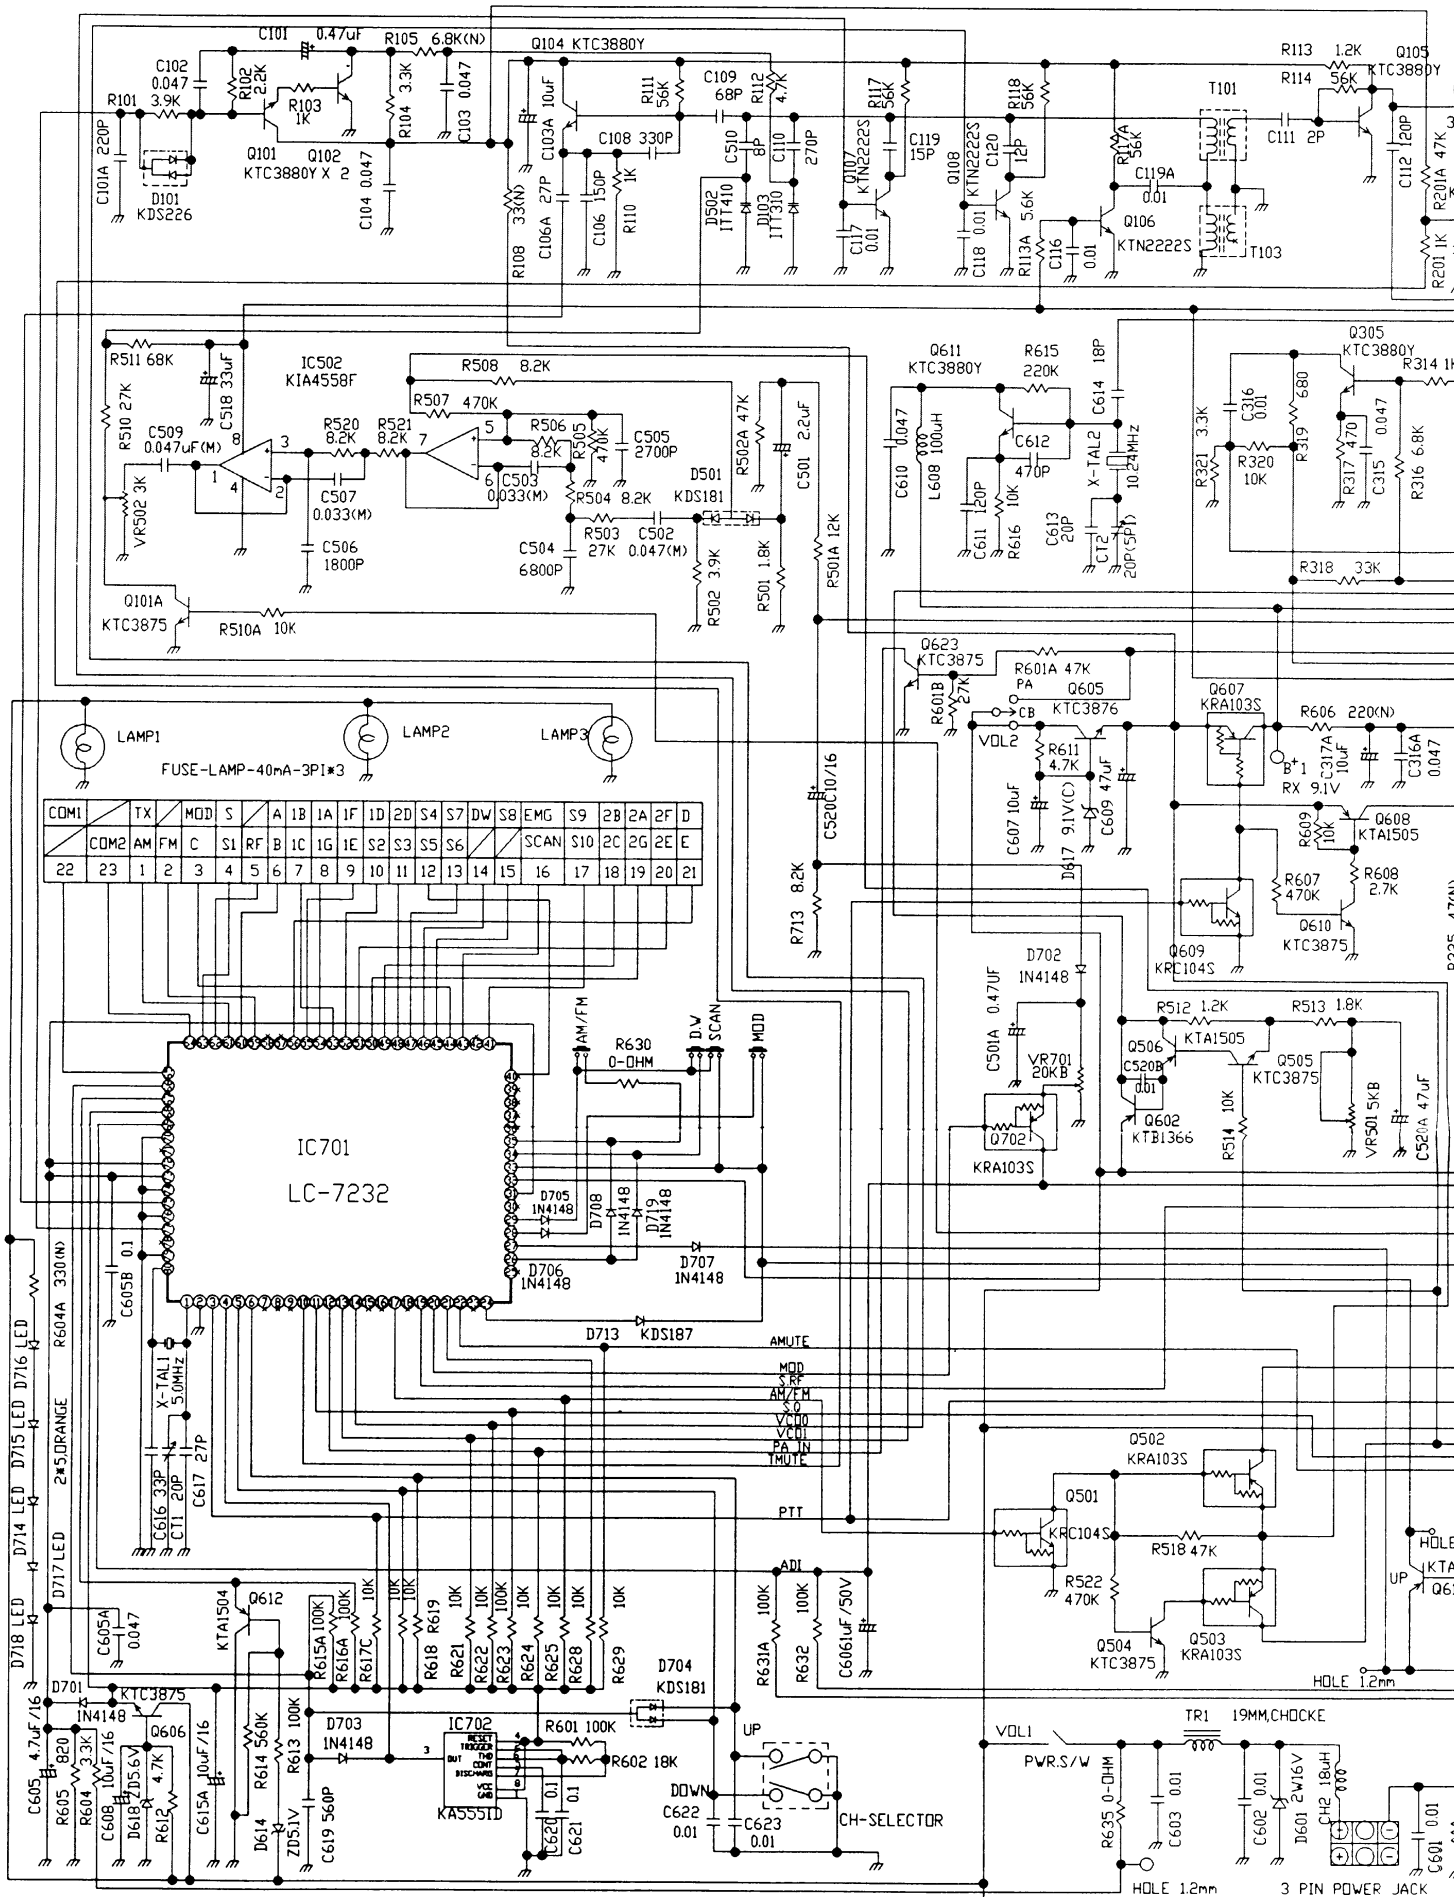 C101 0.47uF
R105 6.8K(N)
Q104 KTC3880Y
C102
0.047
R101
3.9K
R102
2.2K
R103
1K
R104 3.3K
C103 0.047
C103A 10uF
R111
56K
C109
68P
R112
4.7K
R117
56K
R118
56K
R113 1.2K
R114 56K
Q105
KTC3880Y
T101
C101A 220P
D101
KDS226
Q101 Q102
KTC3880Y X 2
C104 0.047
C108 330P
R108 33(N)
C106A 27P
C106 150P
R110 1K
C510
8P
C110
270P
D502
ITT410
D103
ITT310
Q107
KTN2222S
C119
15P
Q108
KTN2222S
C120
12P
C117
0.01
C118 0.01
R113A 5.6K
R117A
56K
C119A
0.01
C116
0.01
Q106
KTN2222S
T103
C111 2P
C112 120P
R201A 47K
R201 1K
R511 68K
R510 27K
C518 33uF
IC502
KIA4558F
R508 8.2K
R507 470K
R520
8.2K
R521
8.2K
R506
8.2K
R505
470K
C505
2700P
C509
0.047uF(M)
8
3
1
4
2
7
5
6
C507
0.033(M)
C503
0.033(M)
C506
1800P
VR502 3K
R504 8.2K
R503
27K
C502
0.047(M)
C504
6800P
D501
KDS181
R502A 47K
C501 2.2uF
R502 3.9K
R501 1.8K
R501A 12K
Q101A
KTC3875
R510A 10K
Q611
KTC3880Y
R615
220K
C614 18P
C610 0.047
L608 100uH
C612
470P
C611 120P
R616 10K
X-TAL2
10.24MHz
C613
20P
CT2
20P(5PI)
Q305
KTC3880Y
R314 1K
C316
0.01
R321 3.3K
R320
10K
R319 680
R317 470
C315 0.047
R316 6.8K
R318 33K
Q623
KTC3875
R601A 47K
R601B
27K
PA
CB
VOL2
Q605
KTC3876
Q607
KRA103S
R606 220(N)
R611
4.7K
C607 10uF
D617 9.1V(C)
C609 47uF
B+1
RX 9.1V
C317A
10uF
C316A
0.047
R609
10K
Q608
KTA1505
R607
470K
R608
2.7K
Q610
KTC3875
Q609
KRC104S
LAMP1
LAMP2
LAMP3
FUSE-LAMP-40mA-3PI*3
COM1 TX MOD S A 1B 1A 1F 1D 2D S4 S7 DW S8 EMG S9 2B 2A 2F D
COM2 AM FM C S1 RF B 1C 1G 1E S2 S3 S5 S6 SCAN S10 2C 2G 2E E
22 23 1 2 3 4 5 6 7 8 9 10 11 12 13 14 15 16 17 18 19 20 21
C520C10/16
R713 8.2K
D702
1N4148
C501A 0.47UF
VR701
20KB
Q702
KRA103S
R512 1.2K
R513 1.8K
KTA1505
Q506
C520B
0.01
Q505
KTC3875
Q602
KTB1366
R514 10K
VR501 5KB
C520A 47uF
AM/FM
R630
0-OHM
D.W
SCAN
MOD
IC701
LC-7232
D705
1N4148
D708
1N4148
D719
1N4148
D706
1N4148
D707
1N4148
D713 KDS187
R604A 330(N)
C605B 0.1
X-TAL1
5.0MHz
D716 LED
D715 LED
D714 LED
D717 LED
D718 LED
2*5,ORANGE
C616 33P
CT1 20P
C617 27P
AMUTE
MOD
S.RF
AM/FM
S.Q
VCO0
VCO1
PA IN
TMUTE
PTT
ADI
Q502
KRA103S
Q501
KRC104S
R518 47K
R522
470K
Q504
KTC3875
Q503
KRA103S
HOLE
UP
HOLE 1.2mm
C605A
0.047
KTA1504
Q612
R615A 100K
R616A 100K
R617C 10K
R618 10K
R619 10K
R621 10K
R622 10K
R623 10K
R624 10K
R625 10K
R628 10K
R629 10K
R631A 100K
R632 100K
C6061uF/50V
D701
1N4148
KTC3875
Q606
C605 4.7uF/16
R605 820
R604 3.3K
C608 10uF/16
D618 ZD5.6V
R612 4.7K
C615A 10uF/16
R614 560K
D614
ZD5.1V
R613 100K
C619 560P
D703
1N4148
IC702
RESET 4
TRIGGER
THD
CONT
DISCHARG 7
VCC 8
GND
OUT
3
KA555ID
R601 100K
R602 18K
C620 0.1
C621 0.1
D704
KDS181
UP
DOWN
C622
0.01
C623
0.01
CH-SELECTOR
VOL1
PWR.S/W
TR1 19MM,CHOCKE
R635 0-OHM
C603 0.01
C602 0.01
D601 2W16V
CH2 18uH
C601 0.01
HOLE 1.2mm
3 PIN POWER JACK